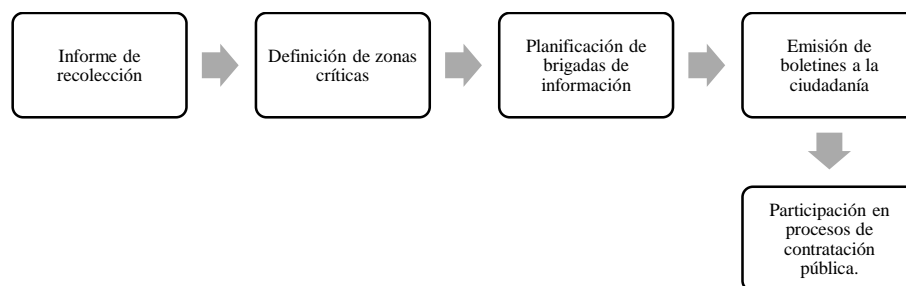 Informe de
recolección
Definición de zonas
críticas
Planificación de
brigadas de
información
Emisión de
boletines a la
ciudadanía
Participación en
procesos de
contratación
pública.